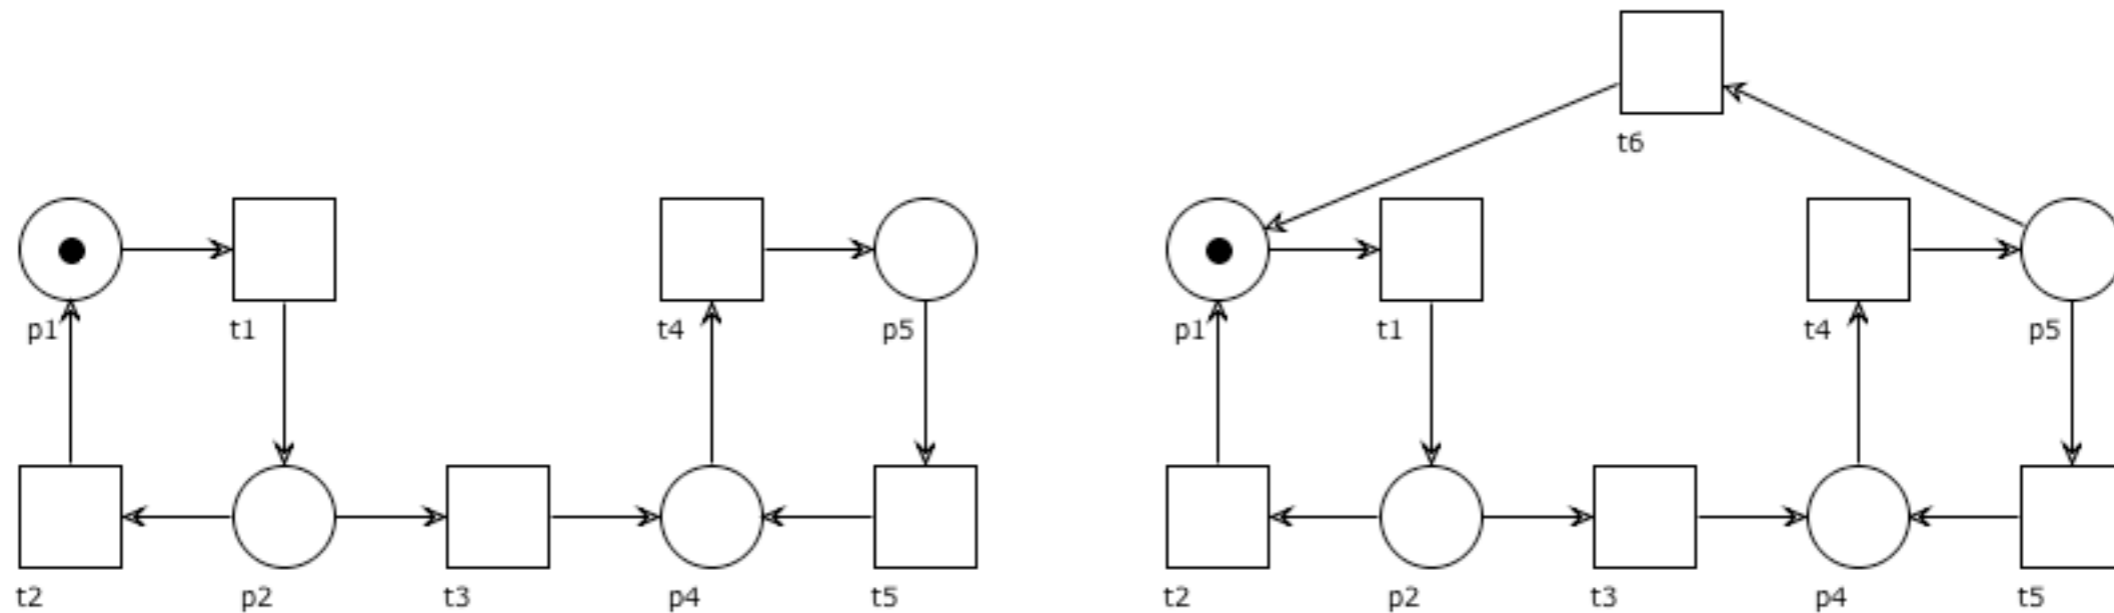 t6
p1 t1 t4 p5 p1 t1 t4 p5
t2 p2 t3 p4 t5 t2 p2 t3 p4 t5